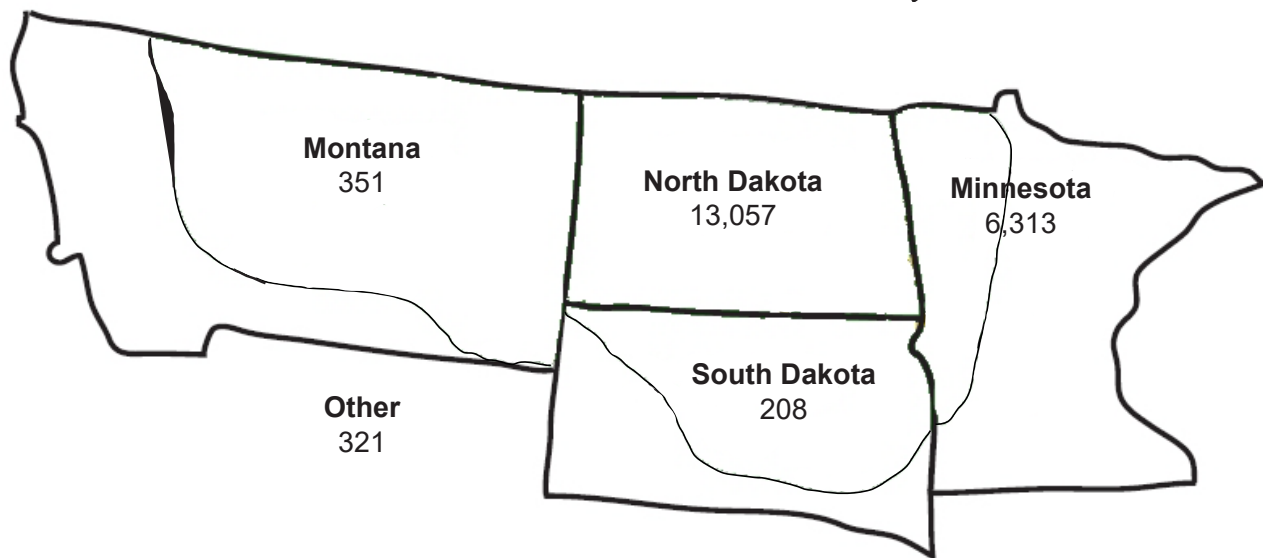 Montana
351
North Dakota
13,057
Minnesota
6,313
South Dakota
208
Other
321